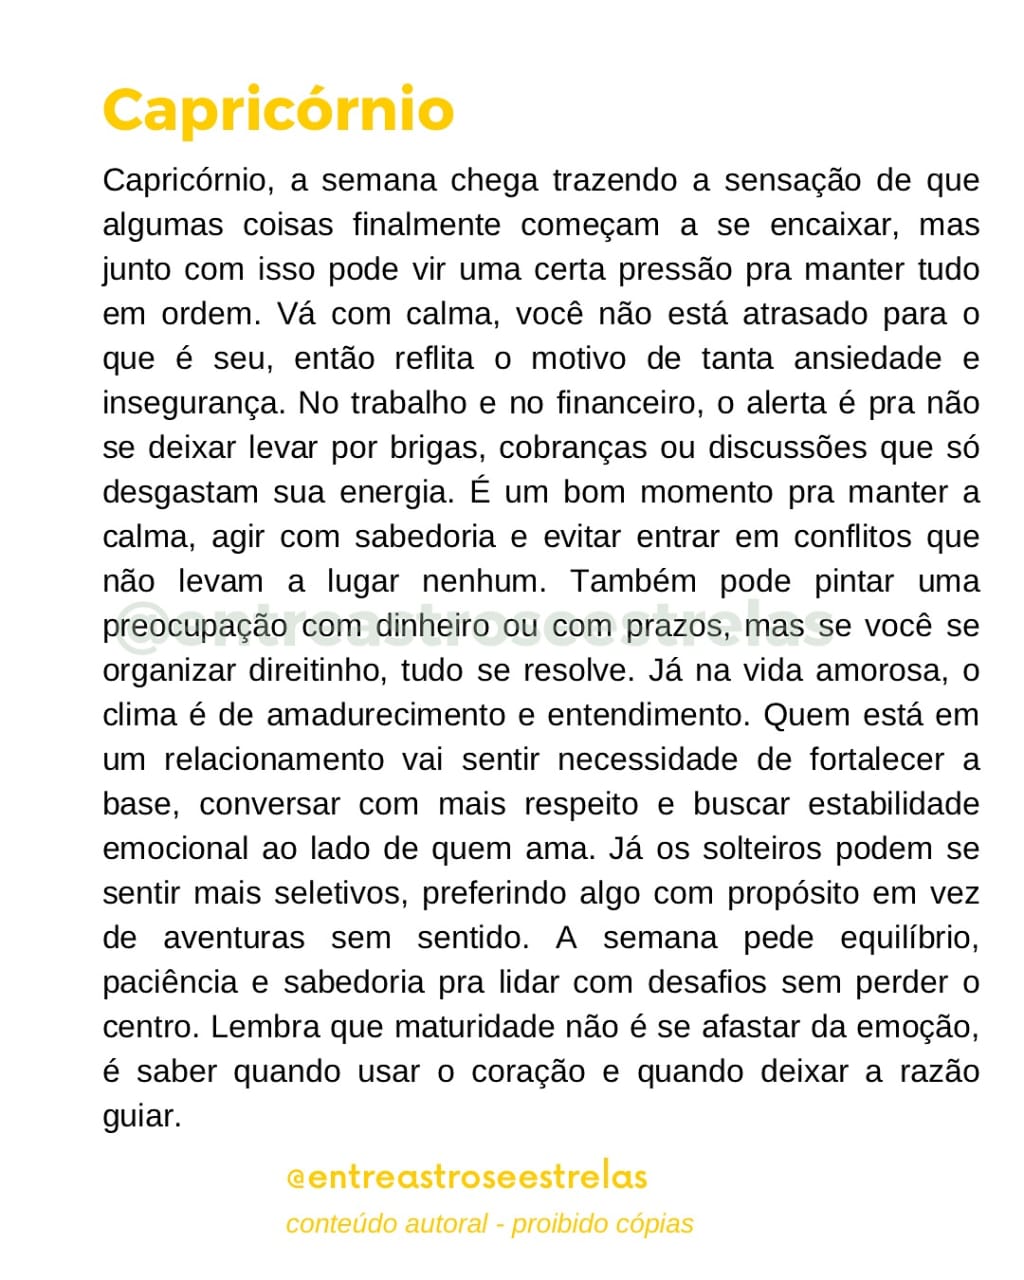 Capricórnio
Capricórnio, a semana chega trazendo a sensação de que
algumas coisas finalmente começam a se encaixar, mas
junto com isso pode vir uma certa pressão pra manter tudo
em ordem. Vá com calma, você não está atrasado para o
que é seu, então reflita o motivo de tanta ansiedade e
insegurança. No trabalho e no financeiro, o alerta é pra não
se deixar levar por brigas, cobranças ou discussões que só
desgastam sua energia. É um bom momento pra manter a
calma, agir com sabedoria e evitar entrar em conflitos que
não levam a lugar nenhum. Também pode pintar uma
preocupação com dinheiro ou com prazos, mas se você se
@entreastroseestrelas
organizar direitinho, tudo se resolve. Já na vida amorosa, o
clima é de amadurecimento e entendimento. Quem está em
um relacionamento vai sentir necessidade de fortalecer a
base, conversar com mais respeito e buscar estabilidade
emocional ao lado de quem ama. Já os solteiros podem se
sentir mais seletivos, preferindo algo com propósito em vez
de aventuras sem sentido. A semana pede equilíbrio,
paciência e sabedoria pra lidar com desafios sem perder o
centro. Lembra que maturidade não é se afastar da emoção,
é saber quando usar o coração e quando deixar a razão
guiar.
@entreastroseestrelas
conteúdo autoral - proibido cópias